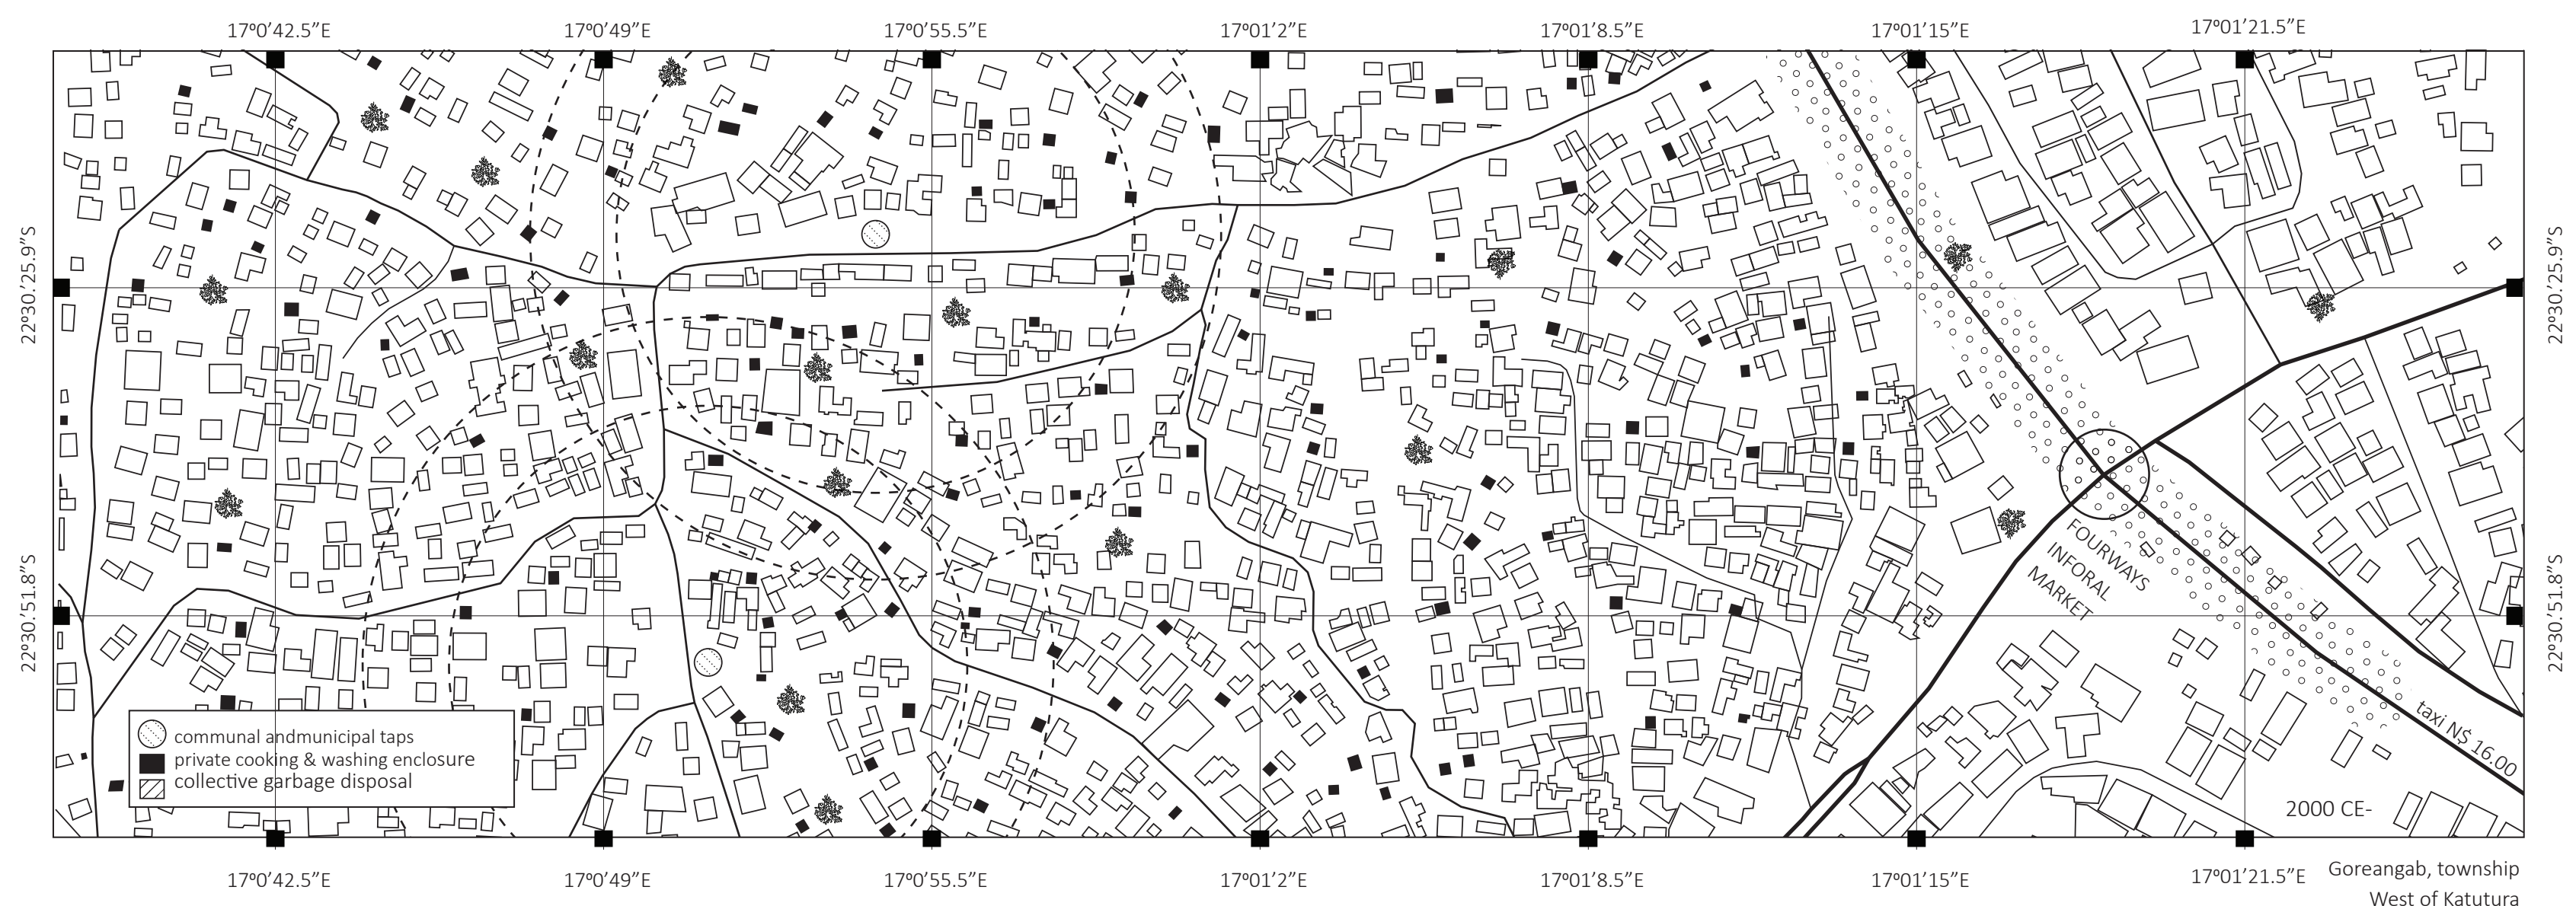 17º0’42.5”E
17º0’49”E
17º0’55.5”E
17º01’2”E
17º01’8.5”E
17º01’15”E
17º01’21.5”E
22º30.’25.9”S
22º30.’25.9”S
FOURWAYS
INFORAL
MARKET
22º30.’51.8”S
22º30.’51.8”S
taxi N$ 16.00
communal andmunicipal taps
private cooking & washing enclosure
collective garbage disposal
2000 CE-
17º0’42.5”E
17º0’49”E
17º0’55.5”E
17º01’2”E
17º01’8.5”E
17º01’15”E
17º01’21.5”E
Goreangab, township
West of Katutura